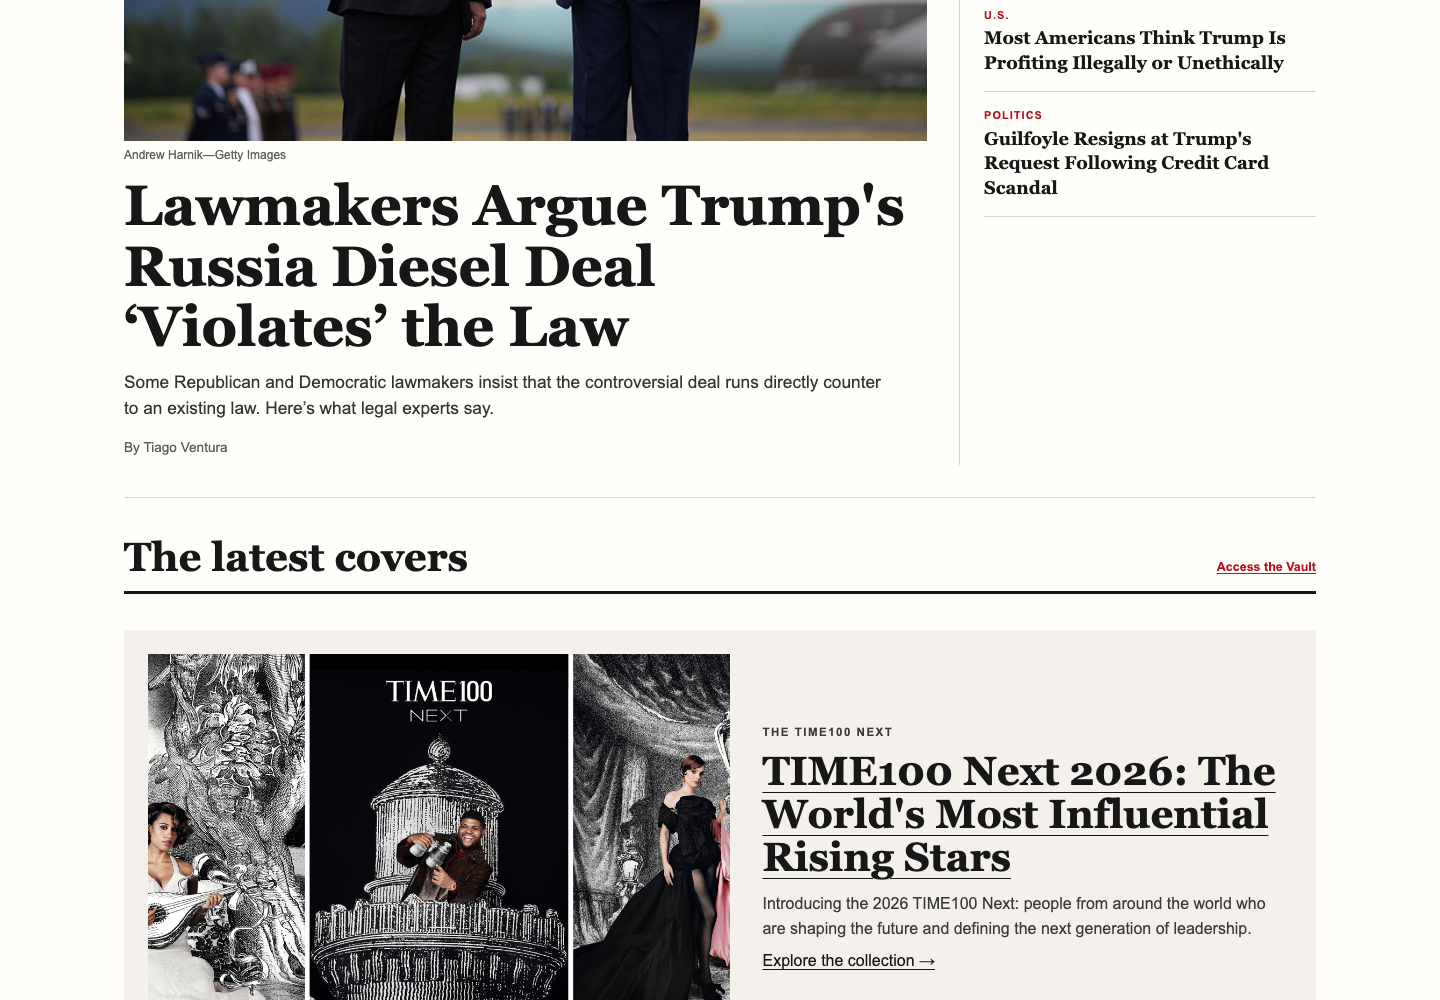 Andrew Harnik—Getty Images
Lawmakers Argue Trump's
Russia Diesel Deal
‘Violates’ the Law
Some Republican and Democratic lawmakers insist that the controversial deal runs directly counter
to an existing law. Here’s what legal experts say.
By Tiago Ventura
U.S.
Most Americans Think Trump Is
Profiting Illegally or Unethically
POLITICS
Guilfoyle Resigns at Trump's
Request Following Credit Card
Scandal
The latest covers
Access the Vault
TIME100
NEXT
THE TIME100 NEXT
TIME100 Next 2026: The
World's Most Influential
Rising Stars
Introducing the 2026 TIME100 Next: people from around the world who
are shaping the future and defining the next generation of leadership.
Explore the collection →